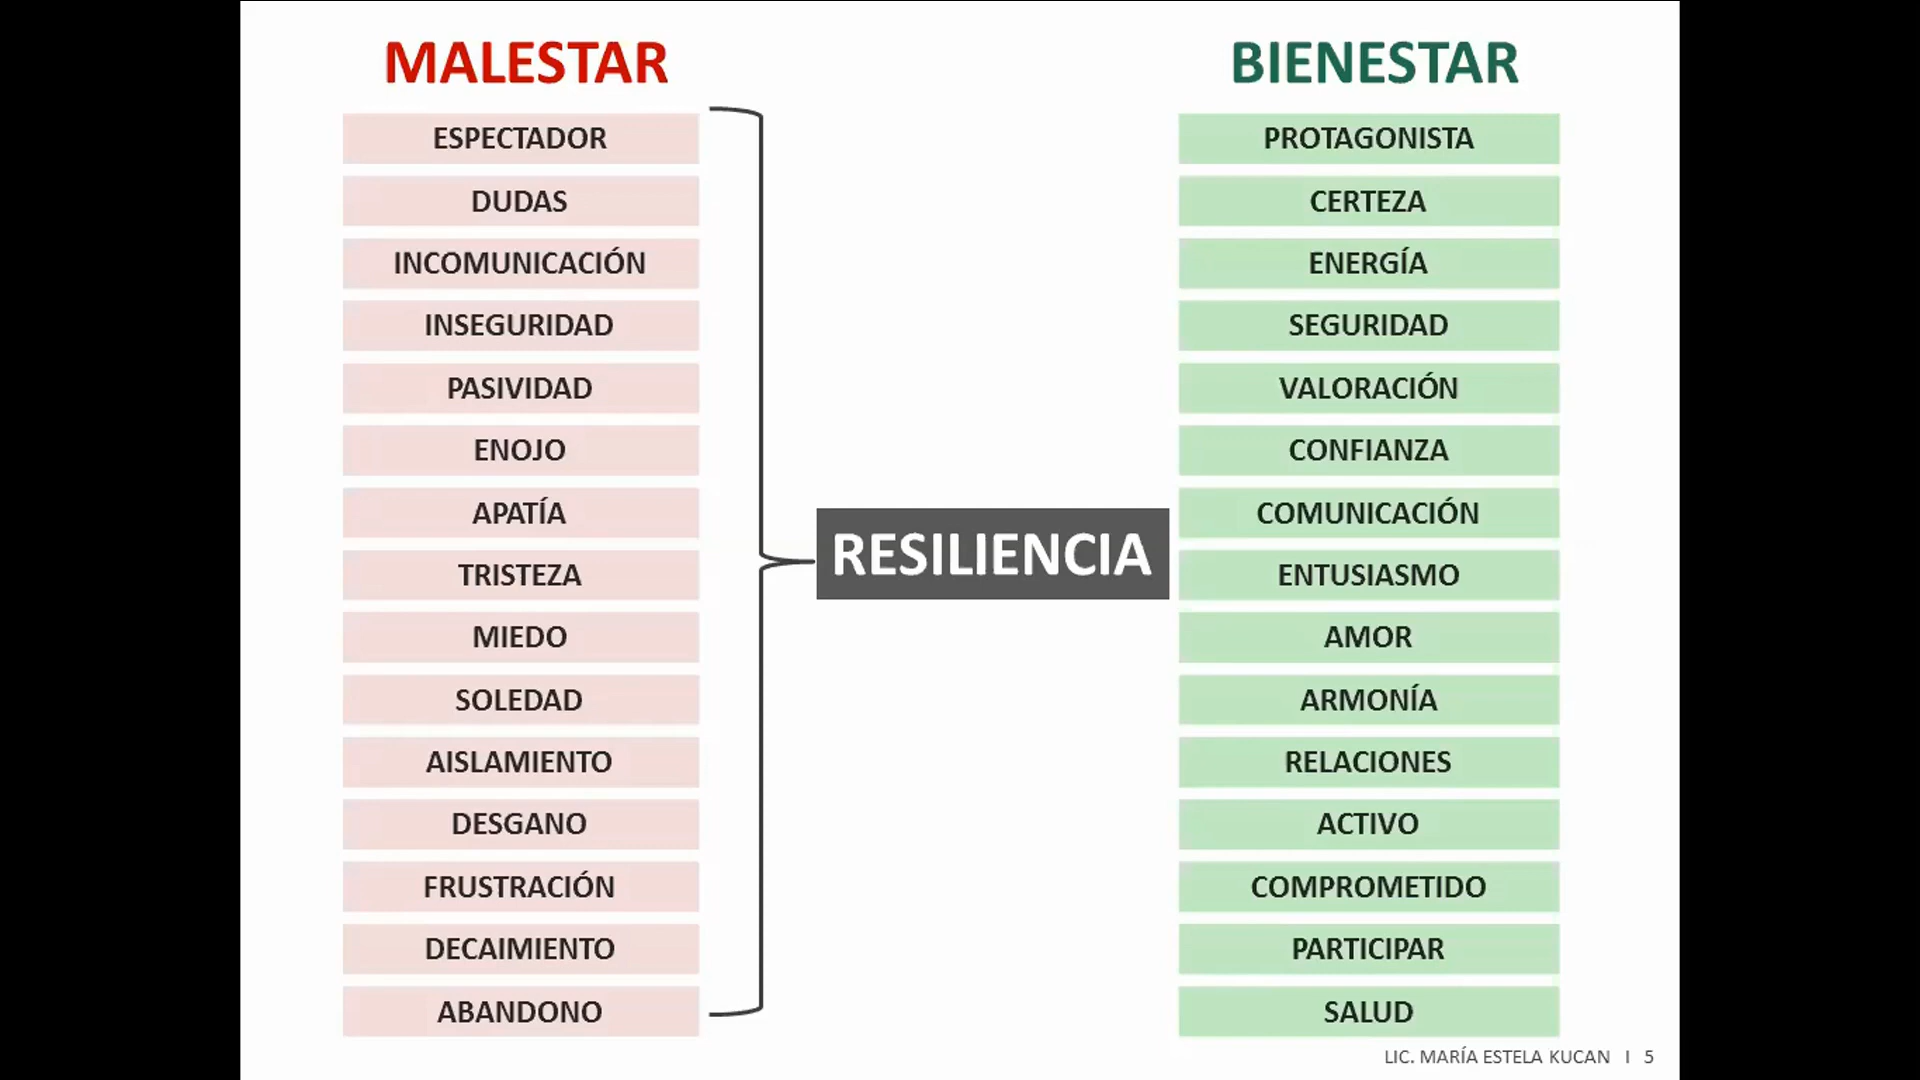 MALESTAR
ESPECTADOR
DUDAS
INCOMUNICACIÓN
INSEGURIDAD
PASIVIDAD
ENOJO
APATÍA
TRISTEZA
MIEDO
SOLEDAD
AISLAMIENTO
DESGANO
FRUSTRACIÓN
DECAIMIENTO
ABANDONO
RESILIENCIA
BIENESTAR
PROTAGONISTA
CERTEZA
ENERGÍA
SEGURIDAD
VALORACIÓN
CONFIANZA
COMUNICACIÓN
ENTUSIASMO
AMOR
ARMONÍA
RELACIONES
ACTIVO
COMPROMETIDO
PARTICIPAR
SALUD
LIC. MARÍA ESTELA KUCAN I 5